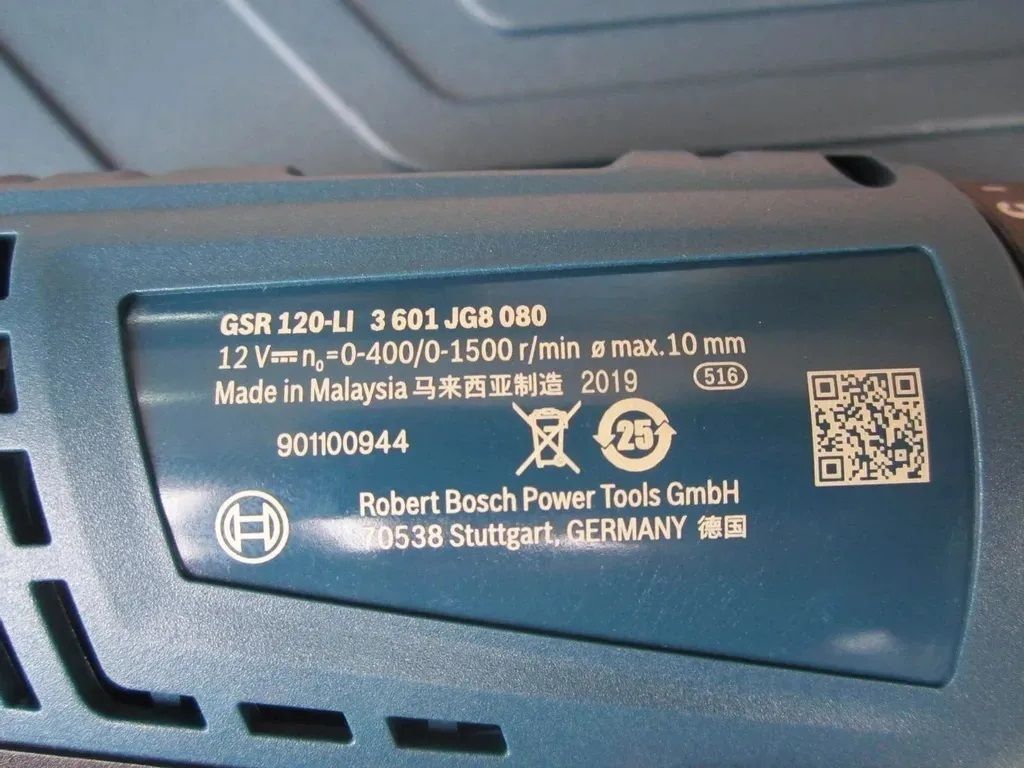 GSR 120-LI 3 601 JG8 080
12 V⎓ n₀=0-400/0-1500 r/min ø max.10 mm
Made in Malaysia 马来西亚制造 2019 516
901100944
25
Robert Bosch Power Tools GmbH
70538 Stuttgart, GERMANY 德国